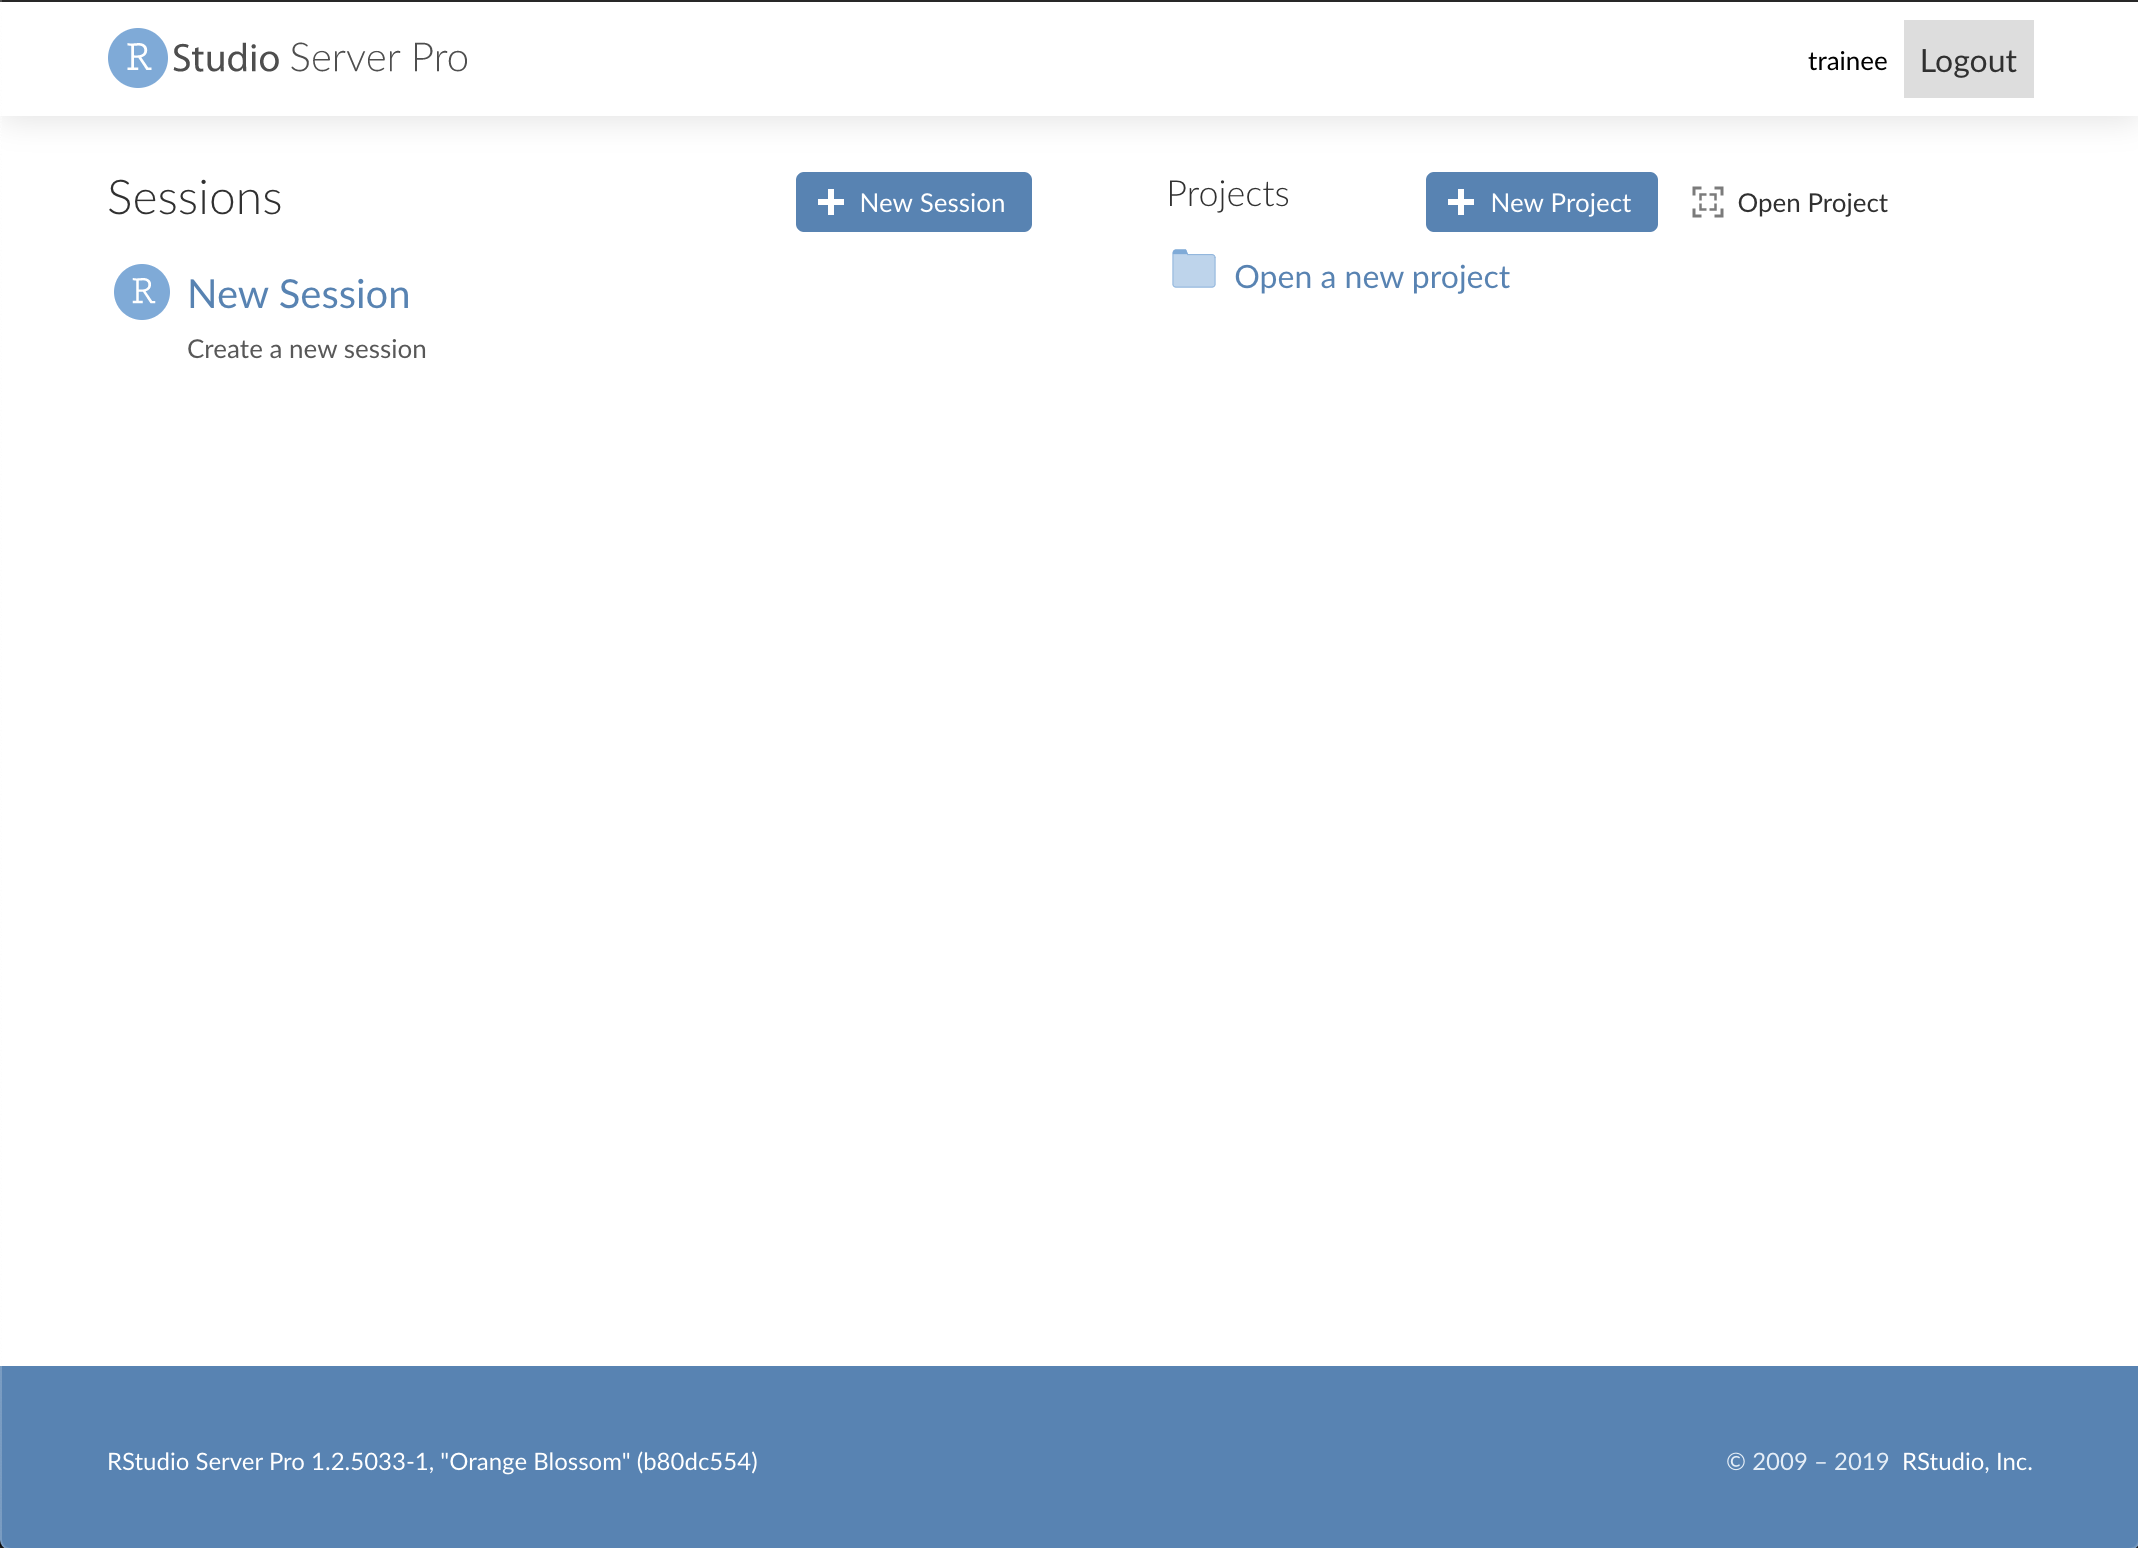 R Studio Server Pro
trainee Logout
Sessions
New Session
R New Session
Create a new session
Projects
New Project
Open Project
Open a new project
RStudio Server Pro 1.2.5033-1, "Orange Blossom" (b80dc554)
© 2009 – 2019 RStudio, Inc.